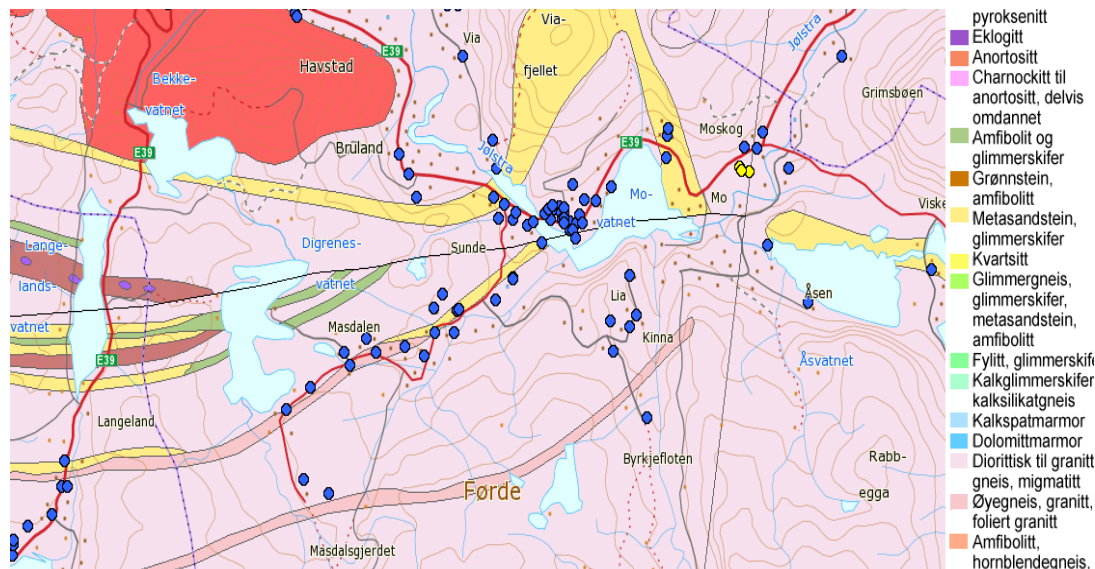 Via-
fjellet
Via
E39
Havstad
Bekke-
vatnet
Jølstra
Grimsbøen
Moskog
E39
Brüland
E39
Jølstra
Mo-
vatnet
Mo
Viske
Digrenes-
vatnet
Sunde
Lange-
lands-
vatnet
Åsen
Lia
Masdalen
Kinna
E39
Åsvatnet
Langeland
Byrkjefloten
Rabb-
egga
Førde
Masdalsgjerdet
pyroksenitt
Eklogitt
Anortositt
Charnockitt til
anortositt, delvis
omdannet
Amfibolit og
glimmerskifer
Grønnstein,
amfibolitt
Metasandstein,
glimmerskifer
Kvartsitt
Glimmergneis,
glimmerskifer,
metasandstein,
amfibolitt
Fylitt, glimmerskife
Kalkglimmerskifer
kalksilikatgneis
Kalkspatmarmor
Dolomittmarmor
Diorittisk til granitt
gneis, migmatitt
Øyegneis, granitt,
foliert granitt
Amfibolitt,
hornblendegneis,